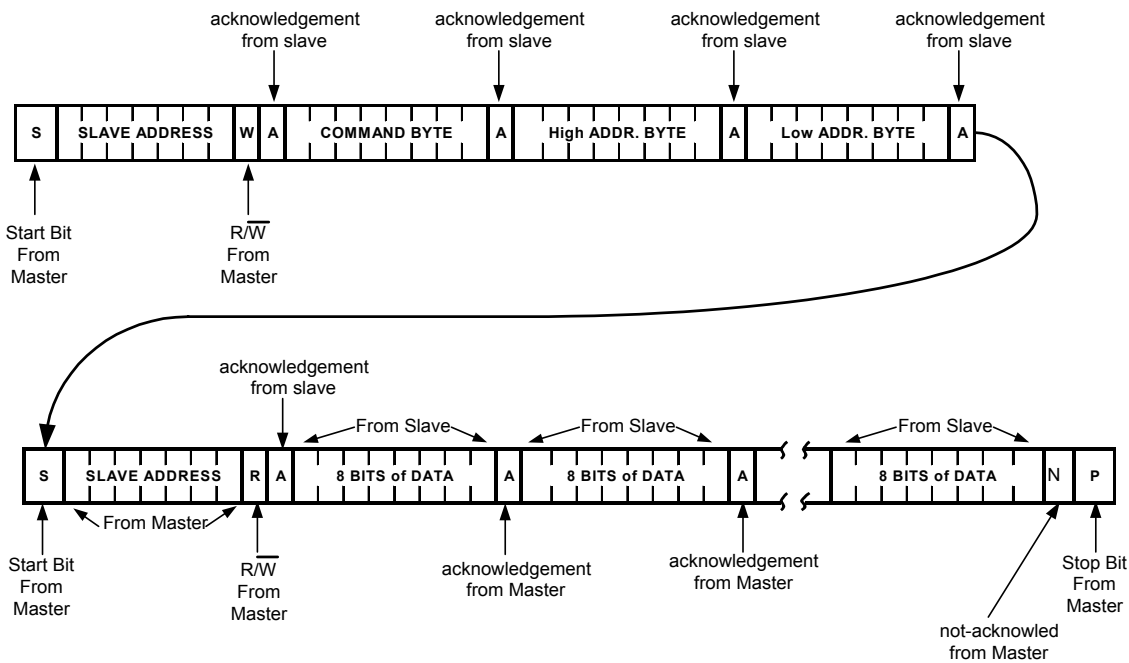 acknowledgement
from slave
acknowledgement
from slave
acknowledgement
from slave
acknowledgement
from slave
S SLAVE ADDRESS W A COMMAND BYTE A High ADDR. BYTE A Low ADDR. BYTE A
Start Bit
From
Master
R/W̅
From
Master
acknowledgement
from slave
From Slave
From Slave
From Slave
S SLAVE ADDRESS R A 8 BITS of DATA A 8 BITS of DATA A 8 BITS of DATA N P
From Master
Start Bit
From
Master
R/W̅
From
Master
acknowledgement
from Master
acknowledgement
from Master
Stop Bit
From
Master
not-acknowled
from Master